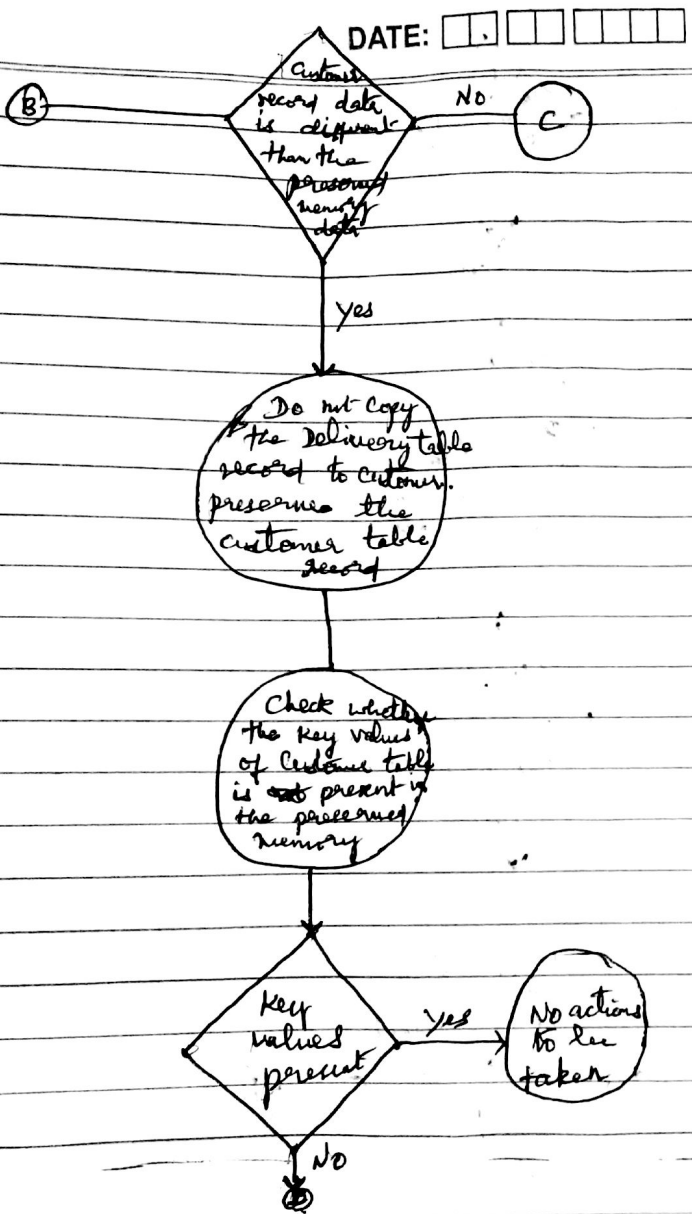 DATE:
B
Customer
record data
is different
than the
preserved
memory
data
No
C
Yes
Do not Copy
the Delivery table
record to customer.
preserve the
customer table
record
Check whether
the key values
of Customer table
is present in
the preserved
memory
Key
values
present
Yes
No actions
to be
taken
NO